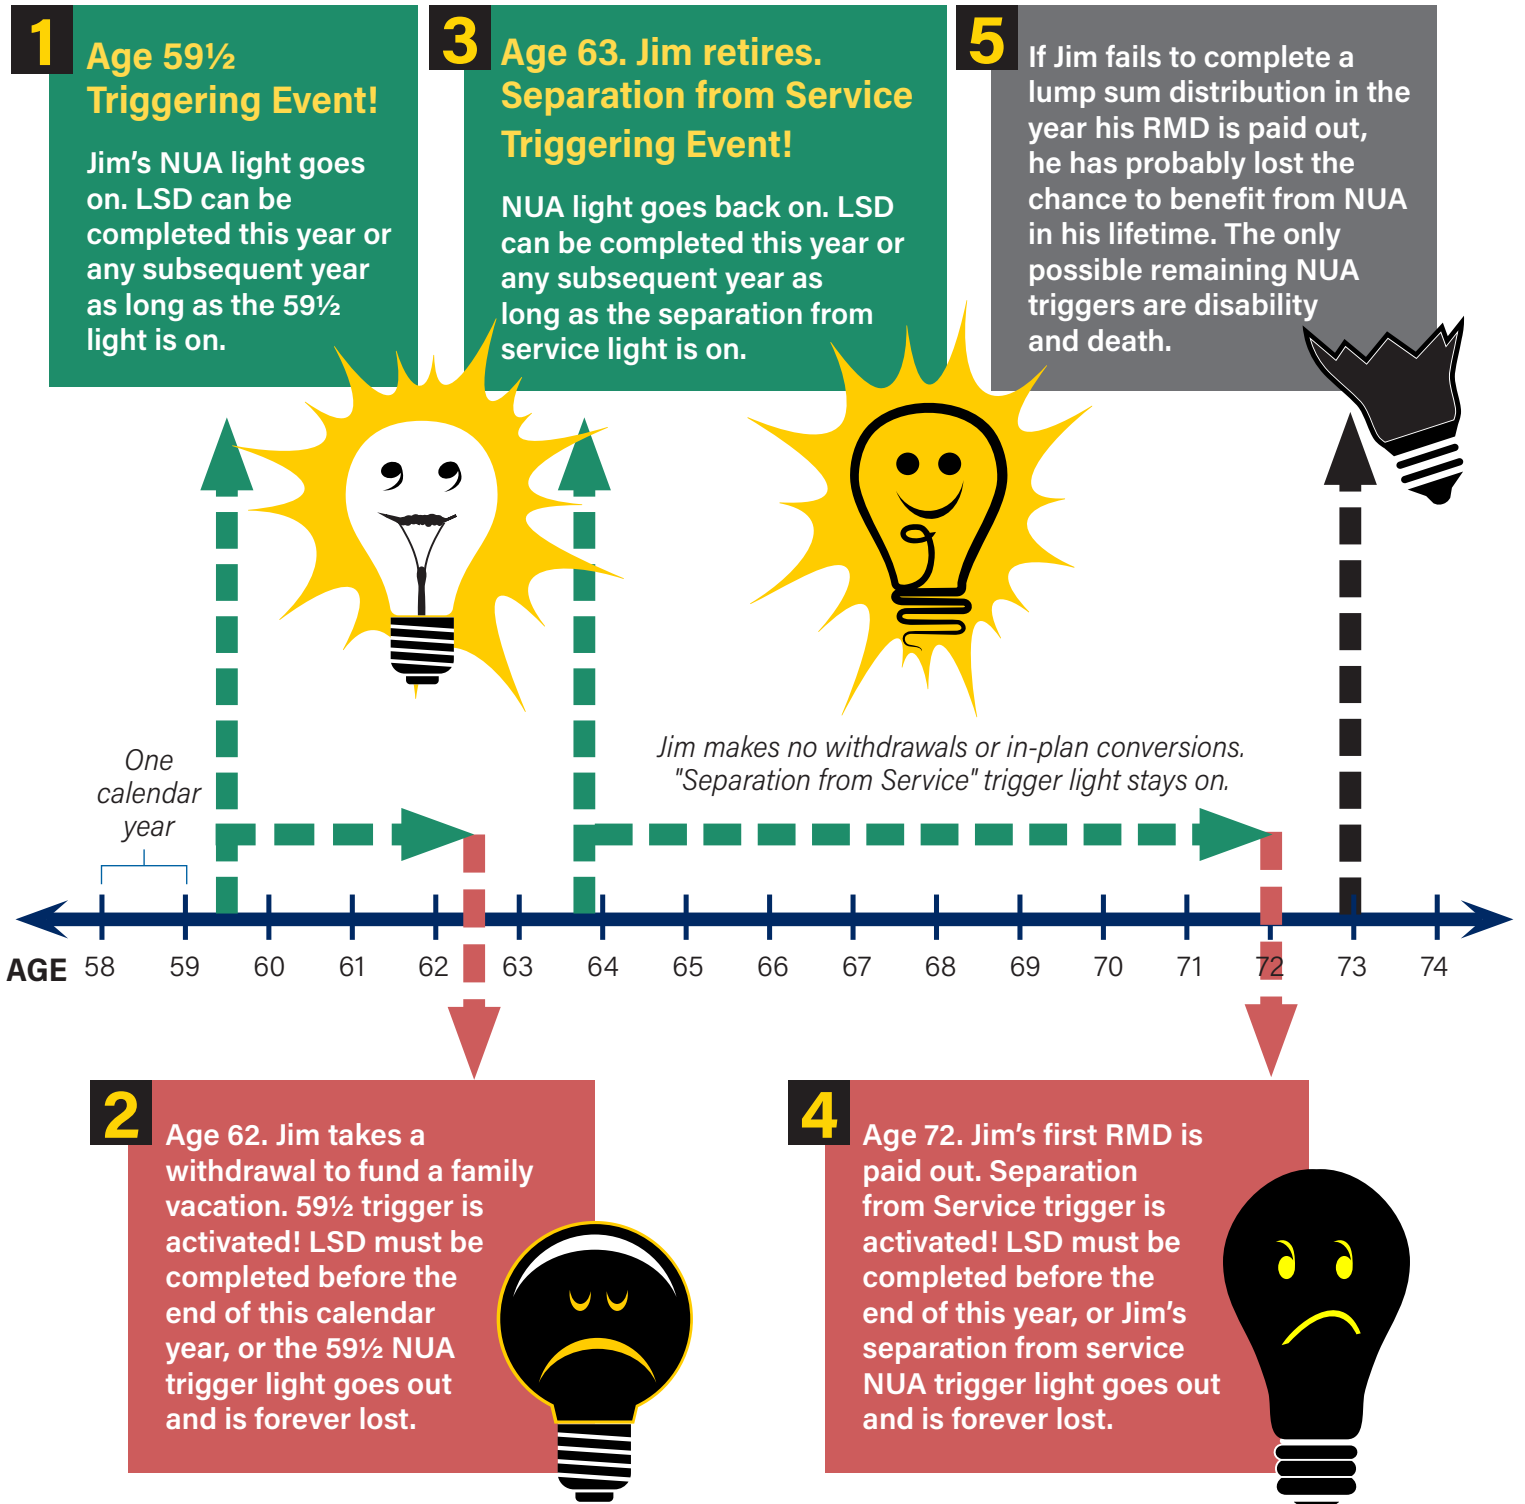 1
Age 59½
Triggering Event!
Jim's NUA light goes
on. LSD can be
completed this year or
any subsequent year
as long as the 59½
light is on.
3
Age 63. Jim retires.
Separation from Service
Triggering Event!
NUA light goes back on. LSD
can be completed this year or
any subsequent year as
long as the separation from
service light is on.
5
If Jim fails to complete a
lump sum distribution in the
year his RMD is paid out,
he has probably lost the
chance to benefit from NUA
in his lifetime. The only
possible remaining NUA
triggers are disability
and death.
One
calendar
year
Jim makes no withdrawals or in-plan conversions.
"Separation from Service" trigger light stays on.
AGE 58 59 60 61 62 63 64 65 66 67 68 69 70 71 72 73 74
2
Age 62. Jim takes a
withdrawal to fund a family
vacation. 59½ trigger is
activated! LSD must be
completed before the
end of this calendar
year, or the 59½ NUA
trigger light goes out
and is forever lost.
4
Age 72. Jim's first RMD is
paid out. Separation
from Service trigger is
activated! LSD must be
completed before the
end of this year, or Jim's
separation from service
NUA trigger light goes out
and is forever lost.